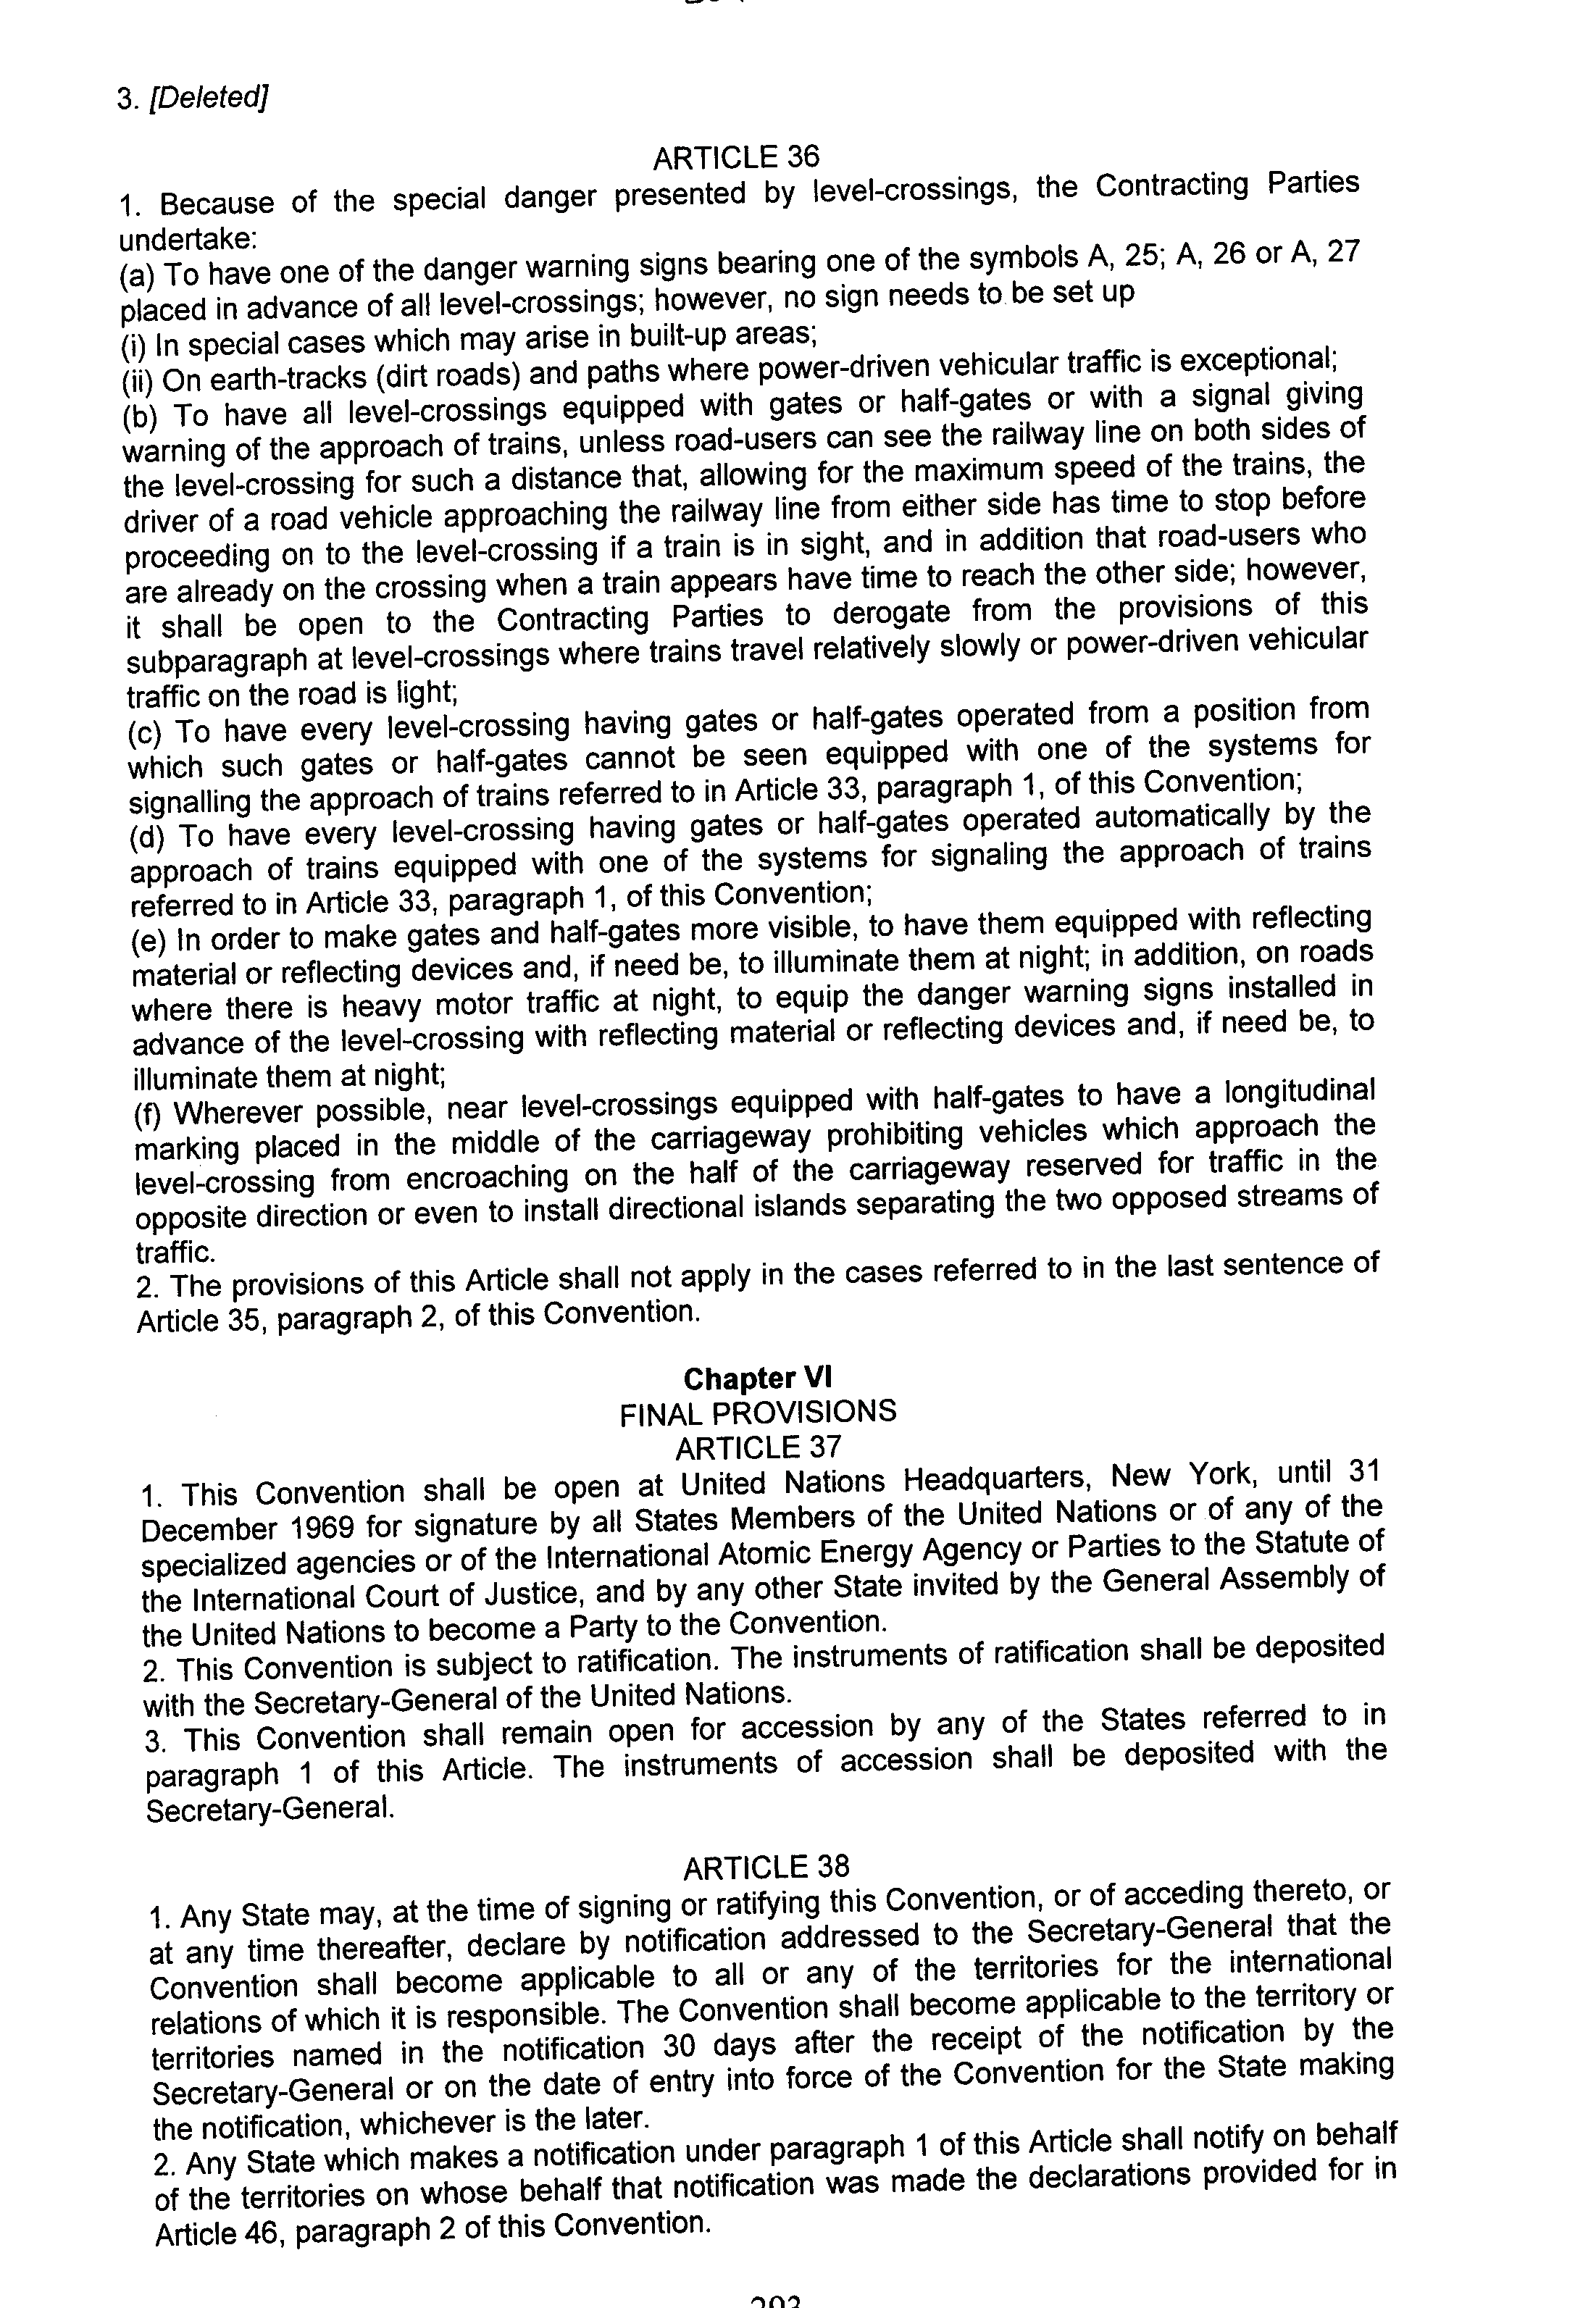 3. [Deleted]
ARTICLE 36
1. Because of the special danger presented by level-crossings, the Contracting Parties
undertake:
(a) To have one of the danger warning signs bearing one of the symbols A, 25; A, 26 or A, 27
placed in advance of all level-crossings; however, no sign needs to be set up
(i) In special cases which may arise in built-up areas;
(ii) On earth-tracks (dirt roads) and paths where power-driven vehicular traffic is exceptional;
(b) To have all level-crossings equipped with gates or half-gates or with a signal giving
warning of the approach of trains, unless road-users can see the railway line on both sides of
the level-crossing for such a distance that, allowing for the maximum speed of the trains, the
driver of a road vehicle approaching the railway line from either side has time to stop before
proceeding on to the level-crossing if a train is in sight, and in addition that road-users who
are already on the crossing when a train appears have time to reach the other side; however,
it shall be open to the Contracting Parties to derogate from the provisions of this
subparagraph at level-crossings where trains travel relatively slowly or power-driven vehicular
traffic on the road is light;
(c) To have every level-crossing having gates or half-gates operated from a position from
which such gates or half-gates cannot be seen equipped with one of the systems for
signalling the approach of trains referred to in Article 33, paragraph 1, of this Convention;
(d) To have every level-crossing having gates or half-gates operated automatically by the
approach of trains equipped with one of the systems for signaling the approach of trains
referred to in Article 33, paragraph 1, of this Convention;
(e) In order to make gates and half-gates more visible, to have them equipped with reflecting
material or reflecting devices and, if need be, to illuminate them at night; in addition, on roads
where there is heavy motor traffic at night, to equip the danger warning signs installed in
advance of the level-crossing with reflecting material or reflecting devices and, if need be, to
illuminate them at night;
(f) Wherever possible, near level-crossings equipped with half-gates to have a longitudinal
marking placed in the middle of the carriageway prohibiting vehicles which approach the
level-crossing from encroaching on the half of the carriageway reserved for traffic in the
opposite direction or even to install directional islands separating the two opposed streams of
traffic.
2. The provisions of this Article shall not apply in the cases referred to in the last sentence of
Article 35, paragraph 2, of this Convention.
Chapter VI
FINAL PROVISIONS
ARTICLE 37
1. This Convention shall be open at United Nations Headquarters, New York, until 31
December 1969 for signature by all States Members of the United Nations or of any of the
specialized agencies or of the International Atomic Energy Agency or Parties to the Statute of
the International Court of Justice, and by any other State invited by the General Assembly of
the United Nations to become a Party to the Convention.
2. This Convention is subject to ratification. The instruments of ratification shall be deposited
with the Secretary-General of the United Nations.
3. This Convention shall remain open for accession by any of the States referred to in
paragraph 1 of this Article. The instruments of accession shall be deposited with the
Secretary-General.
ARTICLE 38
1. Any State may, at the time of signing or ratifying this Convention, or of acceding thereto, or
at any time thereafter, declare by notification addressed to the Secretary-General that the
Convention shall become applicable to all or any of the territories for the international
relations of which it is responsible. The Convention shall become applicable to the territory or
territories named in the notification 30 days after the receipt of the notification by the
Secretary-General or on the date of entry into force of the Convention for the State making
the notification, whichever is the later.
2. Any State which makes a notification under paragraph 1 of this Article shall notify on behalf
of the territories on whose behalf that notification was made the declarations provided for in
Article 46, paragraph 2 of this Convention.